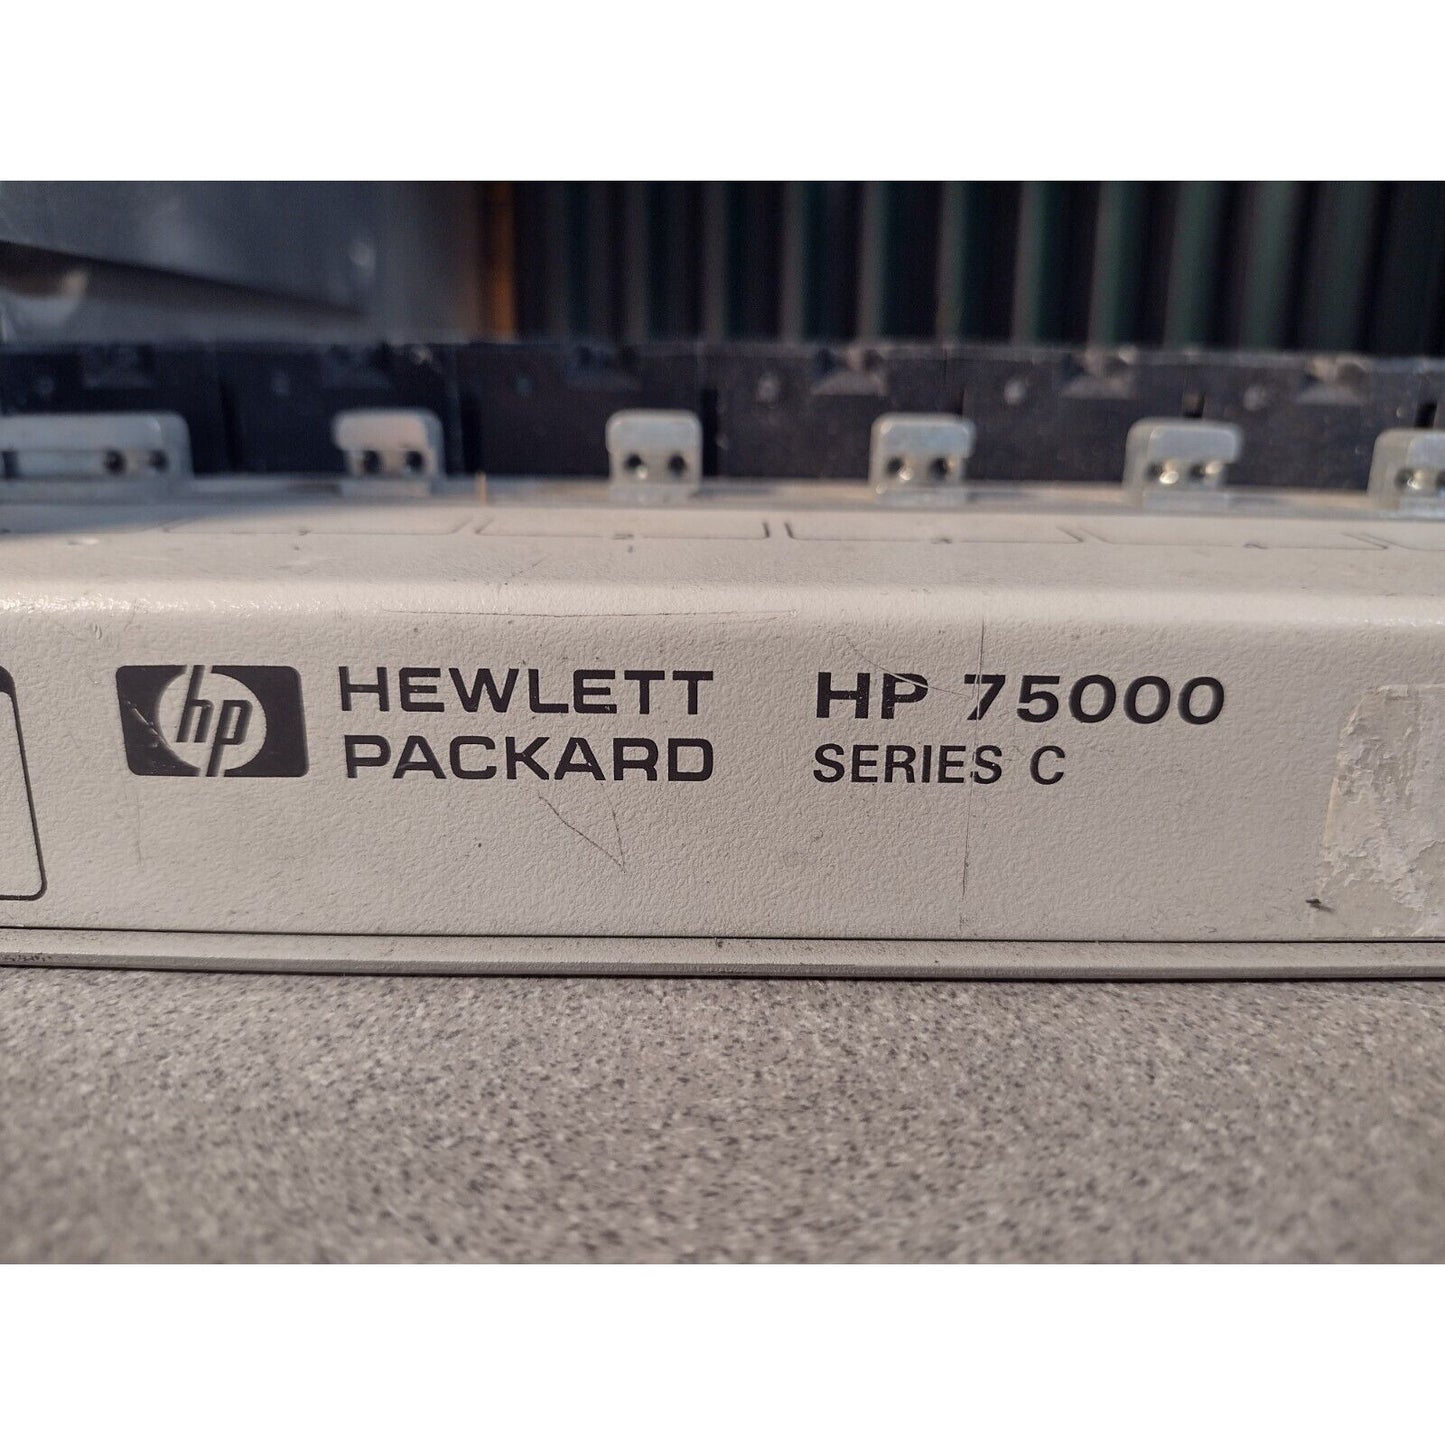 hp
HEWLETT
PACKARD
HP 75000
SERIES C